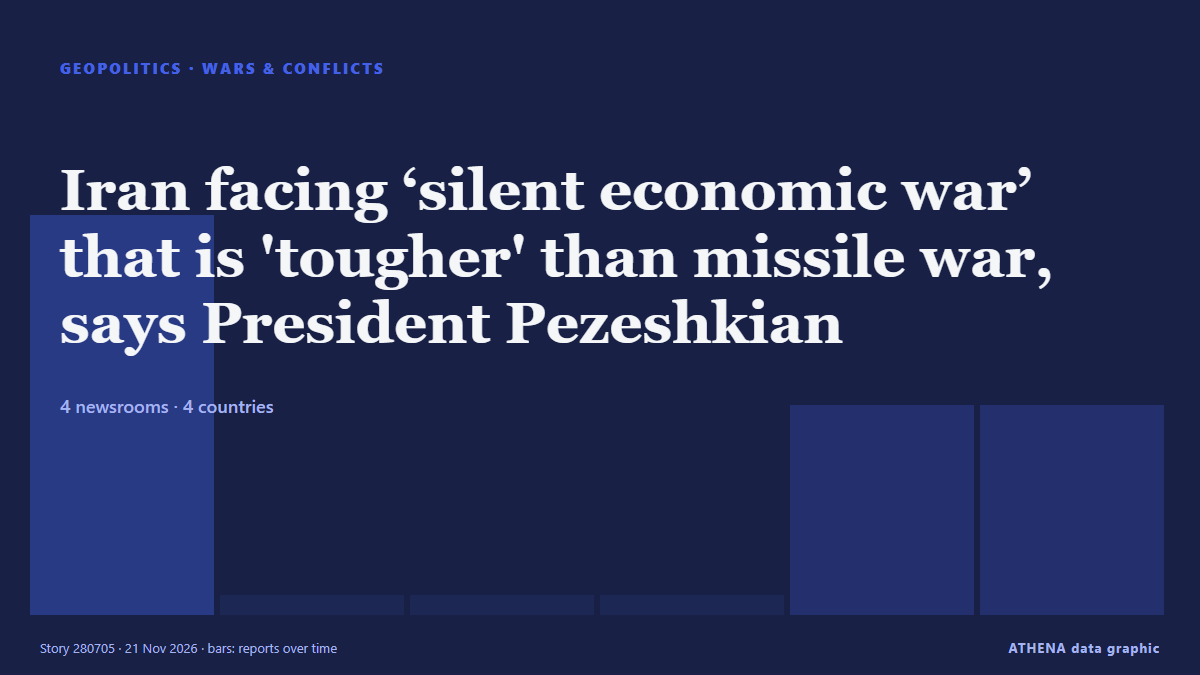 GEOPOLITICS · WARS & CONFLICTS
Iran facing ‘silent economic war’
that is 'tougher' than missile war,
says President Pezeshkian
4 newsrooms · 4 countries
Story 280705 · 21 Nov 2026 · bars: reports over time
ATHENA data graphic